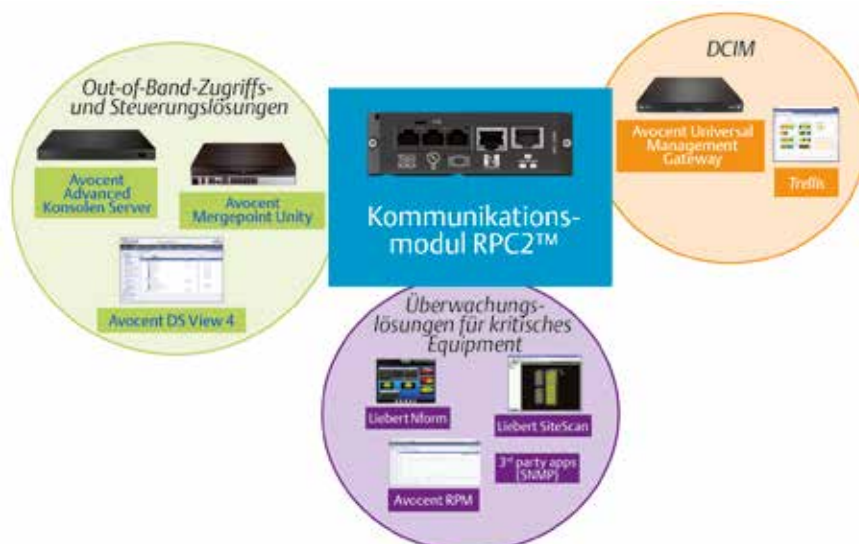 Out-of-Band-Zugriffs-
und Steuerungslösungen
Avocent
Advanced
Konsolen Server
Avocent
Mergepoint Unity
Avocent DS View 4
Kommunikations-
modul RPC2™
DCIM
Avocent Universal
Management
Gateway
Trellis
Überwachungs-
lösungen für kritisches
Equipment
Liebert Nform
Liebert SiteScan
Avocent RPM
3rd party apps
(SNMP)